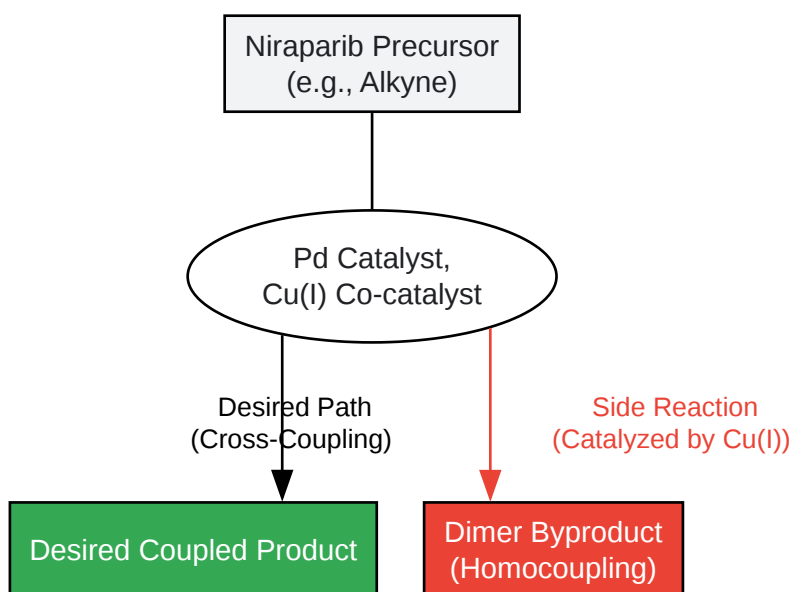 Niraparib Precursor
(e.g., Alkyne)
Pd Catalyst,
Cu(I) Co-catalyst
Desired Path
(Cross-Coupling)
Side Reaction
(Catalyzed by Cu(I))
Desired Coupled Product
Dimer Byproduct
(Homocoupling)